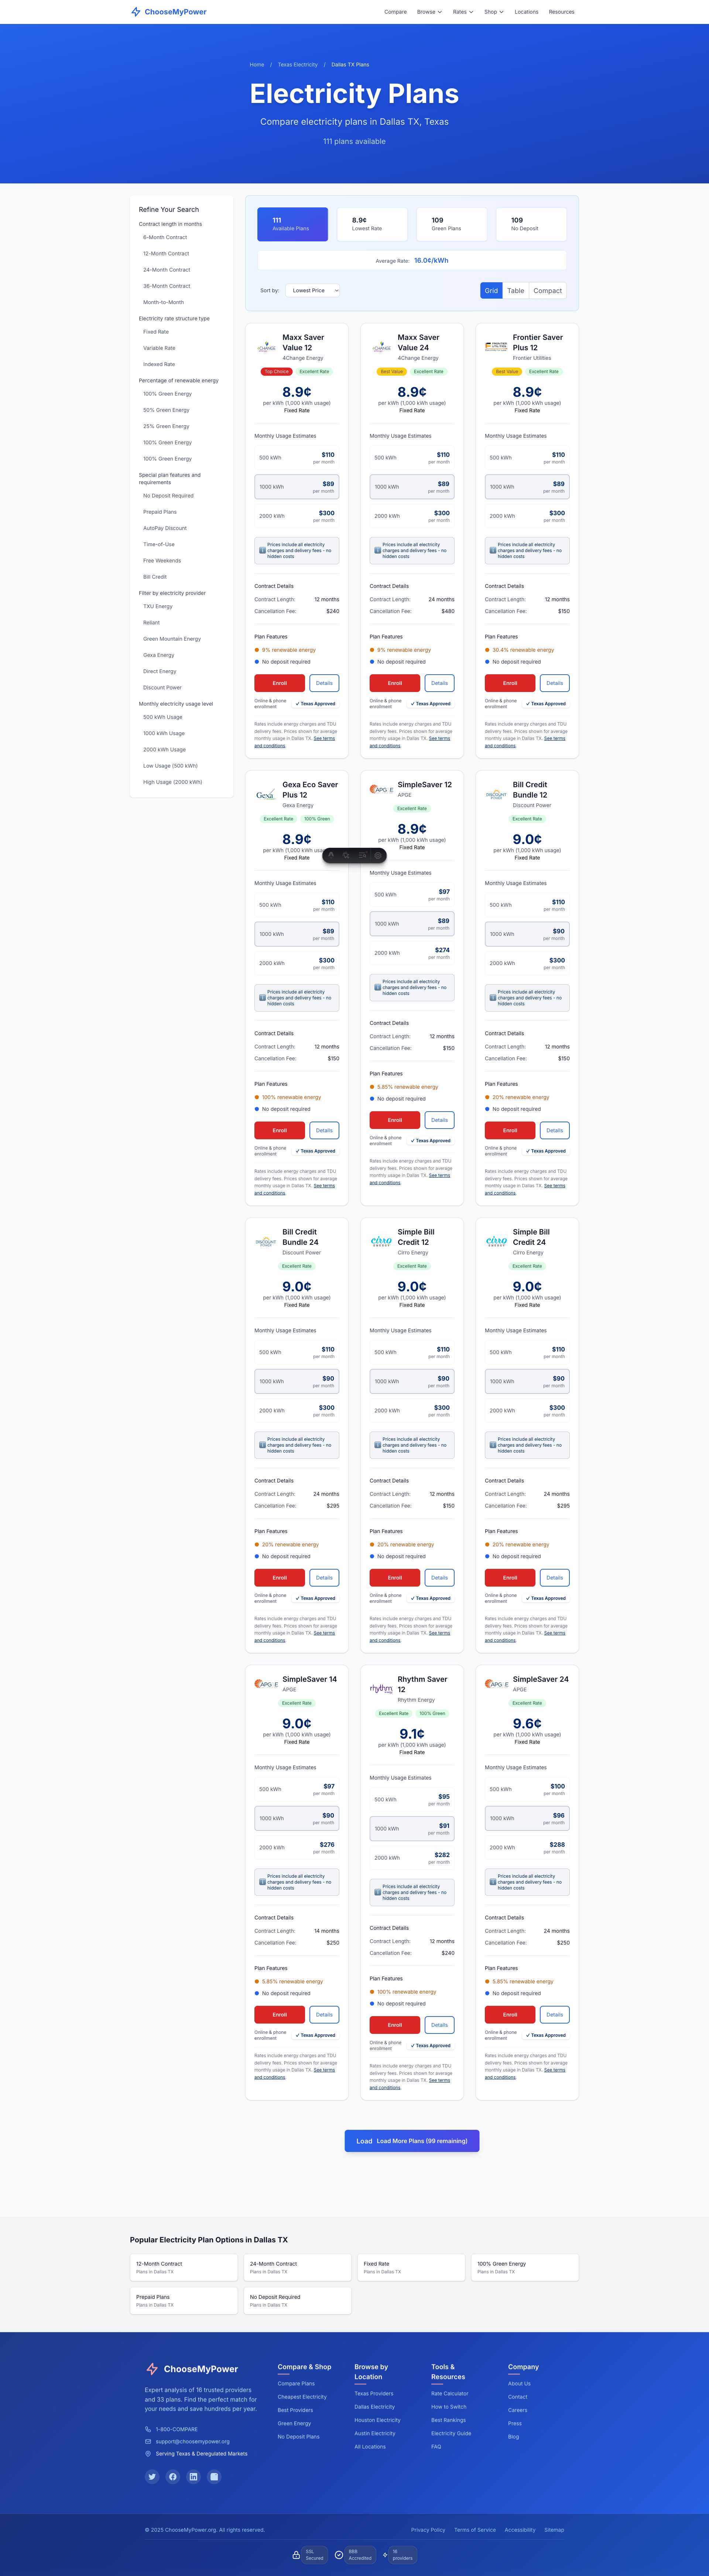 ChooseMyPower
Compare Browse Rates Shop Locations Resources
Home / Texas Electricity / Dallas TX Plans
Electricity Plans
Compare electricity plans in Dallas TX, Texas
111 plans available
Refine Your Search
Contract length in months
6-Month Contract
12-Month Contract
24-Month Contract
36-Month Contract
Month-to-Month
Electricity rate structure type
Fixed Rate
Variable Rate
Indexed Rate
Percentage of renewable energy
100% Green Energy
50% Green Energy
25% Green Energy
100% Green Energy
100% Green Energy
Special plan features and
requirements
No Deposit Required
Prepaid Plans
AutoPay Discount
Time-of-Use
Free Weekends
Bill Credit
Filter by electricity provider
TXU Energy
Reliant
Green Mountain Energy
Gexa Energy
Direct Energy
Discount Power
Monthly electricity usage level
500 kWh Usage
1000 kWh Usage
2000 kWh Usage
Low Usage (500 kWh)
High Usage (2000 kWh)
111
Available Plans
8.9¢
Lowest Rate
109
Green Plans
109
No Deposit
Average Rate: 16.0¢/kWh
Sort by: Lowest Price
Grid Table Compact
Maxx Saver
Value 12
4Change Energy
Top Choice Excellent Rate
8.9¢
per kWh (1,000 kWh usage)
Fixed Rate
Monthly Usage Estimates
500 kWh $110
per month
1000 kWh $89
per month
2000 kWh $300
per month
Prices include all electricity
charges and delivery fees - no
hidden costs
Contract Details
Contract Length: 12 months
Cancellation Fee: $240
Plan Features
9% renewable energy
No deposit required
Enroll Details
Online & phone
enrollment
✓ Texas Approved
Rates include energy charges and TDU
delivery fees. Prices shown for average
monthly usage in Dallas TX. See terms
and conditions.
Maxx Saver
Value 24
4Change Energy
Best Value Excellent Rate
8.9¢
per kWh (1,000 kWh usage)
Fixed Rate
Monthly Usage Estimates
500 kWh $110
per month
1000 kWh $89
per month
2000 kWh $300
per month
Prices include all electricity
charges and delivery fees - no
hidden costs
Contract Details
Contract Length: 24 months
Cancellation Fee: $480
Plan Features
9% renewable energy
No deposit required
Enroll Details
Online & phone
enrollment
✓ Texas Approved
Rates include energy charges and TDU
delivery fees. Prices shown for average
monthly usage in Dallas TX. See terms
and conditions.
Frontier Saver
Plus 12
Frontier Utilities
Best Value Excellent Rate
8.9¢
per kWh (1,000 kWh usage)
Fixed Rate
Monthly Usage Estimates
500 kWh $110
per month
1000 kWh $89
per month
2000 kWh $300
per month
Prices include all electricity
charges and delivery fees - no
hidden costs
Contract Details
Contract Length: 12 months
Cancellation Fee: $150
Plan Features
30.4% renewable energy
No deposit required
Enroll Details
Online & phone
enrollment
✓ Texas Approved
Rates include energy charges and TDU
delivery fees. Prices shown for average
monthly usage in Dallas TX. See terms
and conditions.
Gexa
Gexa Eco Saver
Plus 12
Gexa Energy
Excellent Rate 100% Green
8.9¢
per kWh (1,000 kWh usage)
Fixed Rate
Monthly Usage Estimates
500 kWh $110
per month
1000 kWh $89
per month
2000 kWh $300
per month
Prices include all electricity
charges and delivery fees - no
hidden costs
Contract Details
Contract Length: 12 months
Cancellation Fee: $150
Plan Features
100% renewable energy
No deposit required
Enroll Details
Online & phone
enrollment
✓ Texas Approved
Rates include energy charges and TDU
delivery fees. Prices shown for average
monthly usage in Dallas TX. See terms
and conditions.
APG&E
SimpleSaver 12
APGE
Excellent Rate
8.9¢
per kWh (1,000 kWh usage)
Fixed Rate
Monthly Usage Estimates
500 kWh $97
per month
1000 kWh $89
per month
2000 kWh $274
per month
Prices include all electricity
charges and delivery fees - no
hidden costs
Contract Details
Contract Length: 12 months
Cancellation Fee: $150
Plan Features
5.85% renewable energy
No deposit required
Enroll Details
Online & phone
enrollment
✓ Texas Approved
Rates include energy charges and TDU
delivery fees. Prices shown for average
monthly usage in Dallas TX. See terms
and conditions.
DISCOUNT
POWER
Bill Credit
Bundle 12
Discount Power
Excellent Rate
9.0¢
per kWh (1,000 kWh usage)
Fixed Rate
Monthly Usage Estimates
500 kWh $110
per month
1000 kWh $90
per month
2000 kWh $300
per month
Prices include all electricity
charges and delivery fees - no
hidden costs
Contract Details
Contract Length: 12 months
Cancellation Fee: $150
Plan Features
20% renewable energy
No deposit required
Enroll Details
Online & phone
enrollment
✓ Texas Approved
Rates include energy charges and TDU
delivery fees. Prices shown for average
monthly usage in Dallas TX. See terms
and conditions.
DISCOUNT
POWER
Bill Credit
Bundle 24
Discount Power
Excellent Rate
9.0¢
per kWh (1,000 kWh usage)
Fixed Rate
Monthly Usage Estimates
500 kWh $110
per month
1000 kWh $90
per month
2000 kWh $300
per month
Prices include all electricity
charges and delivery fees - no
hidden costs
Contract Details
Contract Length: 24 months
Cancellation Fee: $295
Plan Features
20% renewable energy
No deposit required
Enroll Details
Online & phone
enrollment
✓ Texas Approved
Rates include energy charges and TDU
delivery fees. Prices shown for average
monthly usage in Dallas TX. See terms
and conditions.
cirro
ENERGY
Simple Bill
Credit 12
Cirro Energy
Excellent Rate
9.0¢
per kWh (1,000 kWh usage)
Fixed Rate
Monthly Usage Estimates
500 kWh $110
per month
1000 kWh $90
per month
2000 kWh $300
per month
Prices include all electricity
charges and delivery fees - no
hidden costs
Contract Details
Contract Length: 12 months
Cancellation Fee: $150
Plan Features
20% renewable energy
No deposit required
Enroll Details
Online & phone
enrollment
✓ Texas Approved
Rates include energy charges and TDU
delivery fees. Prices shown for average
monthly usage in Dallas TX. See terms
and conditions.
cirro
ENERGY
Simple Bill
Credit 24
Cirro Energy
Excellent Rate
9.0¢
per kWh (1,000 kWh usage)
Fixed Rate
Monthly Usage Estimates
500 kWh $110
per month
1000 kWh $90
per month
2000 kWh $300
per month
Prices include all electricity
charges and delivery fees - no
hidden costs
Contract Details
Contract Length: 24 months
Cancellation Fee: $295
Plan Features
20% renewable energy
No deposit required
Enroll Details
Online & phone
enrollment
✓ Texas Approved
Rates include energy charges and TDU
delivery fees. Prices shown for average
monthly usage in Dallas TX. See terms
and conditions.
APG&E
SimpleSaver 14
APGE
Excellent Rate
9.0¢
per kWh (1,000 kWh usage)
Fixed Rate
Monthly Usage Estimates
500 kWh $97
per month
1000 kWh $90
per month
2000 kWh $276
per month
Prices include all electricity
charges and delivery fees - no
hidden costs
Contract Details
Contract Length: 14 months
Cancellation Fee: $250
Plan Features
5.85% renewable energy
No deposit required
Enroll Details
Online & phone
enrollment
✓ Texas Approved
Rates include energy charges and TDU
delivery fees. Prices shown for average
monthly usage in Dallas TX. See terms
and conditions.
rhythm
Rhythm Saver
12
Rhythm Energy
Excellent Rate 100% Green
9.1¢
per kWh (1,000 kWh usage)
Fixed Rate
Monthly Usage Estimates
500 kWh $95
per month
1000 kWh $91
per month
2000 kWh $282
per month
Prices include all electricity
charges and delivery fees - no
hidden costs
Contract Details
Contract Length: 12 months
Cancellation Fee: $240
Plan Features
100% renewable energy
No deposit required
Enroll Details
Online & phone
enrollment
✓ Texas Approved
Rates include energy charges and TDU
delivery fees. Prices shown for average
monthly usage in Dallas TX. See terms
and conditions.
APG&E
SimpleSaver 24
APGE
Excellent Rate
9.6¢
per kWh (1,000 kWh usage)
Fixed Rate
Monthly Usage Estimates
500 kWh $100
per month
1000 kWh $96
per month
2000 kWh $288
per month
Prices include all electricity
charges and delivery fees - no
hidden costs
Contract Details
Contract Length: 24 months
Cancellation Fee: $250
Plan Features
5.85% renewable energy
No deposit required
Enroll Details
Online & phone
enrollment
✓ Texas Approved
Rates include energy charges and TDU
delivery fees. Prices shown for average
monthly usage in Dallas TX. See terms
and conditions.
Load Load More Plans (99 remaining)
Popular Electricity Plan Options in Dallas TX
12-Month Contract
Plans in Dallas TX
24-Month Contract
Plans in Dallas TX
Fixed Rate
Plans in Dallas TX
100% Green Energy
Plans in Dallas TX
Prepaid Plans
Plans in Dallas TX
No Deposit Required
Plans in Dallas TX
ChooseMyPower
Expert analysis of 16 trusted providers
and 33 plans. Find the perfect match for
your needs and save hundreds per year.
1-800-COMPARE
support@choosemypower.org
Serving Texas & Deregulated Markets
Compare & Shop
Compare Plans
Cheapest Electricity
Best Providers
Green Energy
No Deposit Plans
Browse by
Location
Texas Providers
Dallas Electricity
Houston Electricity
Austin Electricity
All Locations
Tools &
Resources
Rate Calculator
How to Switch
Best Rankings
Electricity Guide
FAQ
Company
About Us
Contact
Careers
Press
Blog
© 2025 ChooseMyPower.org. All rights reserved.
Privacy Policy Terms of Service Accessibility Sitemap
SSL
Secured
BBB
Accredited
16
providers